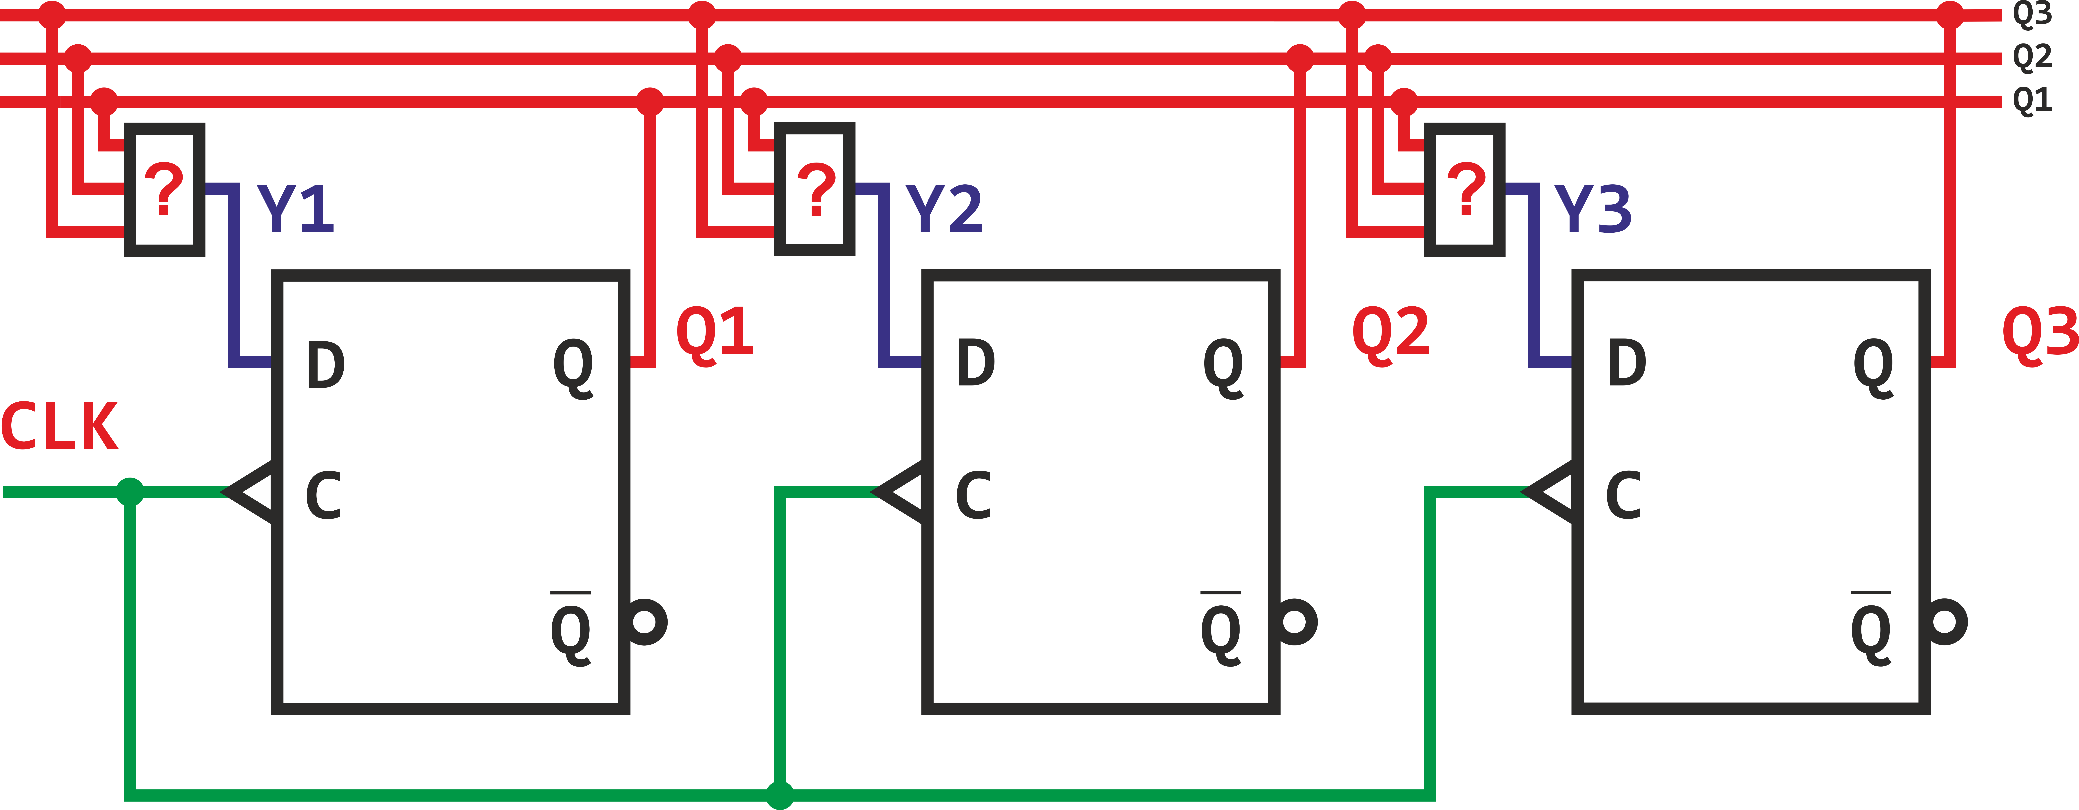 Q3
Q2
Q1
? Y1 ? Y2 ? Y3
Q1 Q2 Q3
D Q D Q D Q
CLK
C C C
Q̅ Q̅ Q̅